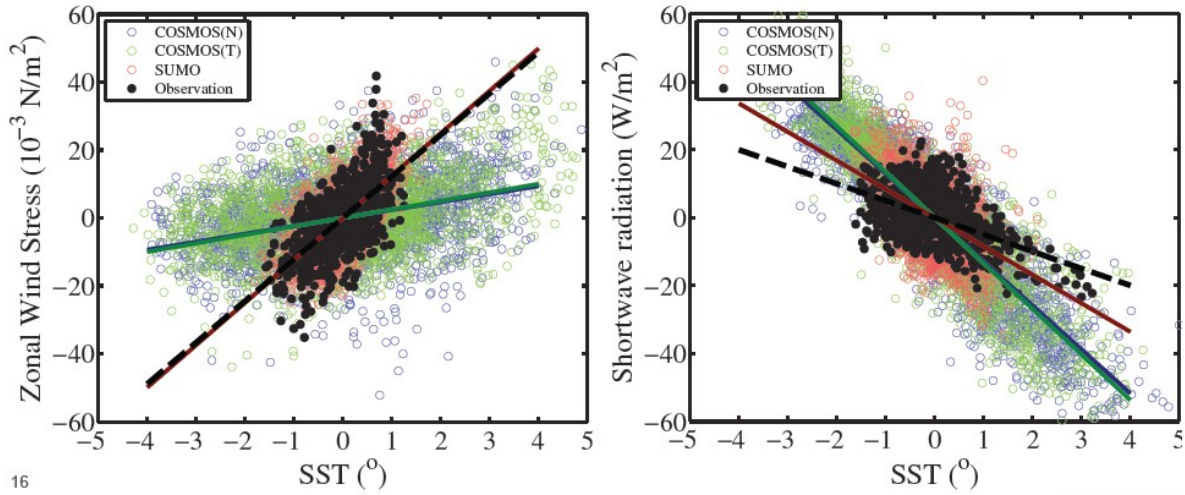 60
40
20
0
−20
−40
−60
Zonal Wind Stress (10⁻³ N/m²)
COSMOS(N)
COSMOS(T)
SUMO
Observation
−5 −4 −3 −2 −1 0 1 2 3 4 5
SST (°)
60
40
20
0
−20
−40
−60
Shortwave radiation (W/m²)
COSMOS(N)
COSMOS(T)
SUMO
Observation
−5 −4 −3 −2 −1 0 1 2 3 4 5
SST (°)
16